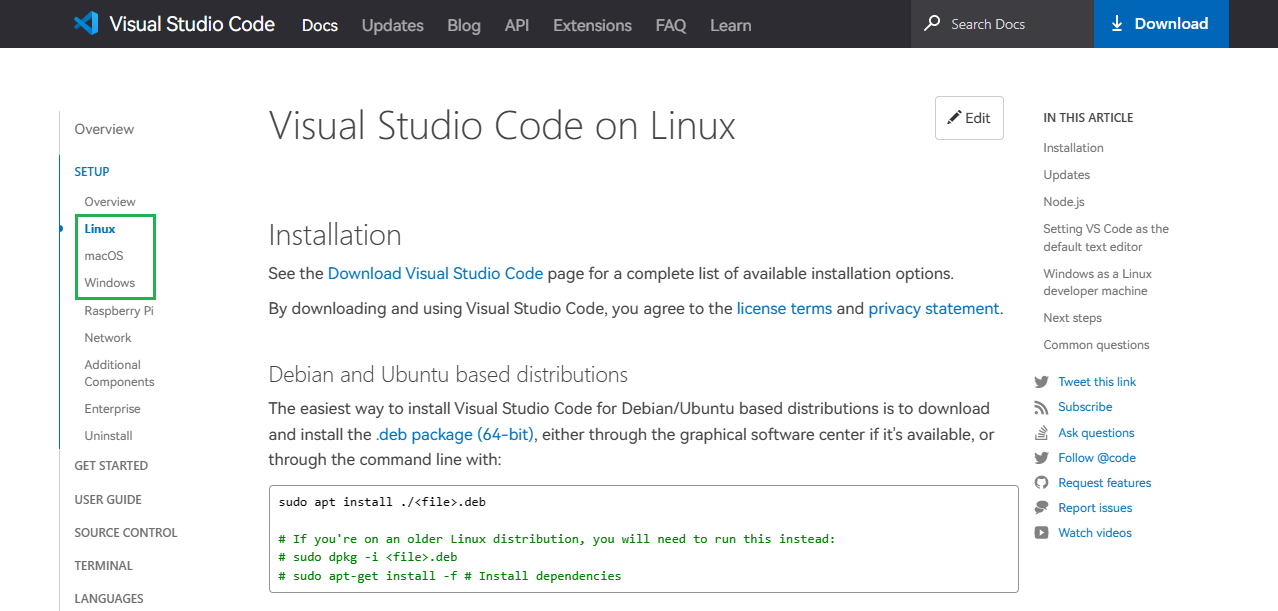 Visual Studio Code Docs Updates Blog API Extensions FAQ Learn Search Docs Download
Overview
SETUP
Overview
Linux
macOS
Windows
Raspberry Pi
Network
Additional
Components
Enterprise
Uninstall
GET STARTED
USER GUIDE
SOURCE CONTROL
TERMINAL
LANGUAGES
Visual Studio Code on Linux
Edit
Installation
See the Download Visual Studio Code page for a complete list of available installation options.
By downloading and using Visual Studio Code, you agree to the license terms and privacy statement.
Debian and Ubuntu based distributions
The easiest way to install Visual Studio Code for Debian/Ubuntu based distributions is to download
and install the .deb package (64-bit), either through the graphical software center if it's available, or
through the command line with:
sudo apt install ./<file>.deb
# If you're on an older Linux distribution, you will need to run this instead:
# sudo dpkg -i <file>.deb
# sudo apt-get install -f # Install dependencies
IN THIS ARTICLE
Installation
Updates
Node.js
Setting VS Code as the
default text editor
Windows as a Linux
developer machine
Next steps
Common questions
Tweet this link
Subscribe
Ask questions
Follow @code
Request features
Report issues
Watch videos